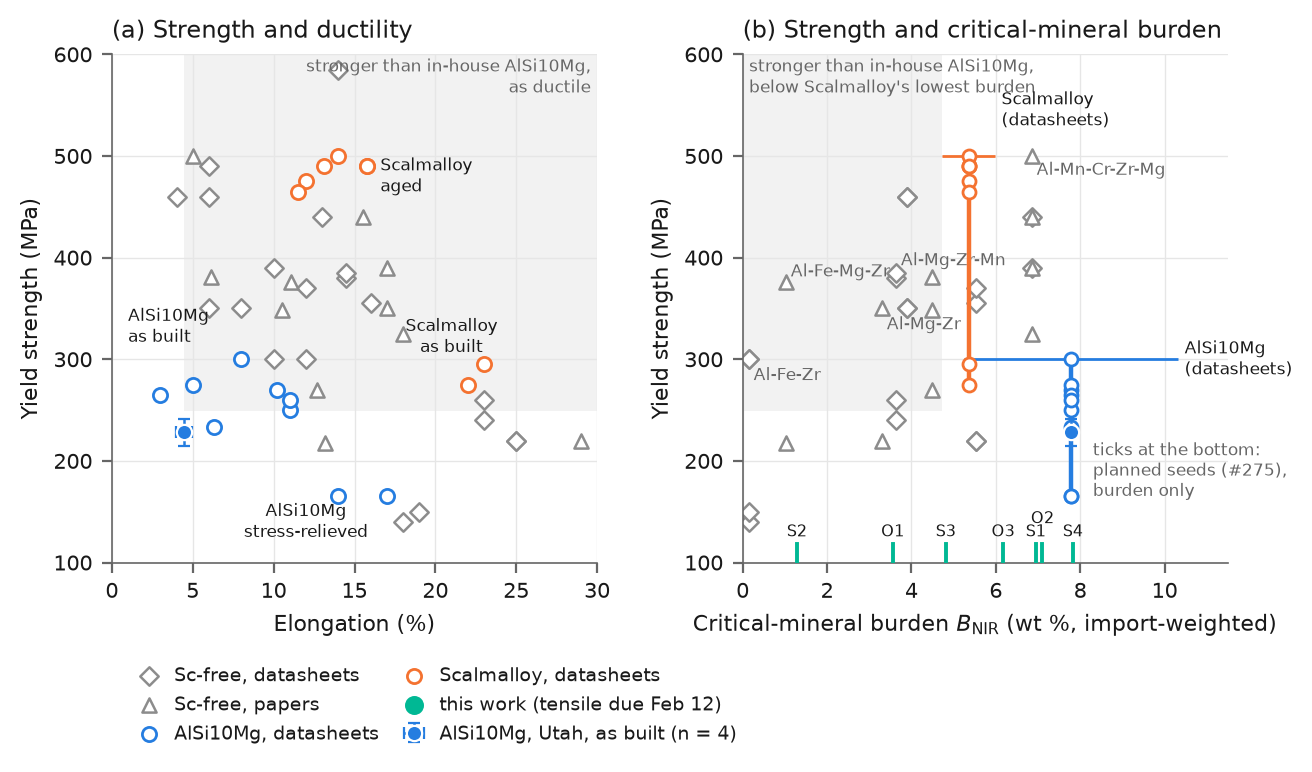 (a) Strength and ductility
600
500
400
300
200
100
Yield strength (MPa)
stronger than in-house AlSi10Mg,
as ductile
Scalmalloy
aged
AlSi10Mg
as built
Scalmalloy
as built
AlSi10Mg
stress-relieved
0
5
10
15
20
25
30
Elongation (%)
(b) Strength and critical-mineral burden
600
500
400
300
200
100
Yield strength (MPa)
stronger than in-house AlSi10Mg,
below Scalmalloy's lowest burden
Scalmalloy
(datasheets)
Al-Mn-Cr-Zr-Mg
Al-Mg-Zr-Mn
Al-Fe-Mg-Zr
Al-Mg-Zr
Al-Fe-Zr
AlSi10Mg
(datasheets)
ticks at the bottom:
planned seeds (#275),
burden only
S2
O1
S3
O3
S1
O2
S4
0
2
4
6
8
10
Critical-mineral burden B_NIR (wt %, import-weighted)
Sc-free, datasheets
Sc-free, papers
AlSi10Mg, datasheets
Scalmalloy, datasheets
this work (tensile due Feb 12)
AlSi10Mg, Utah, as built (n = 4)